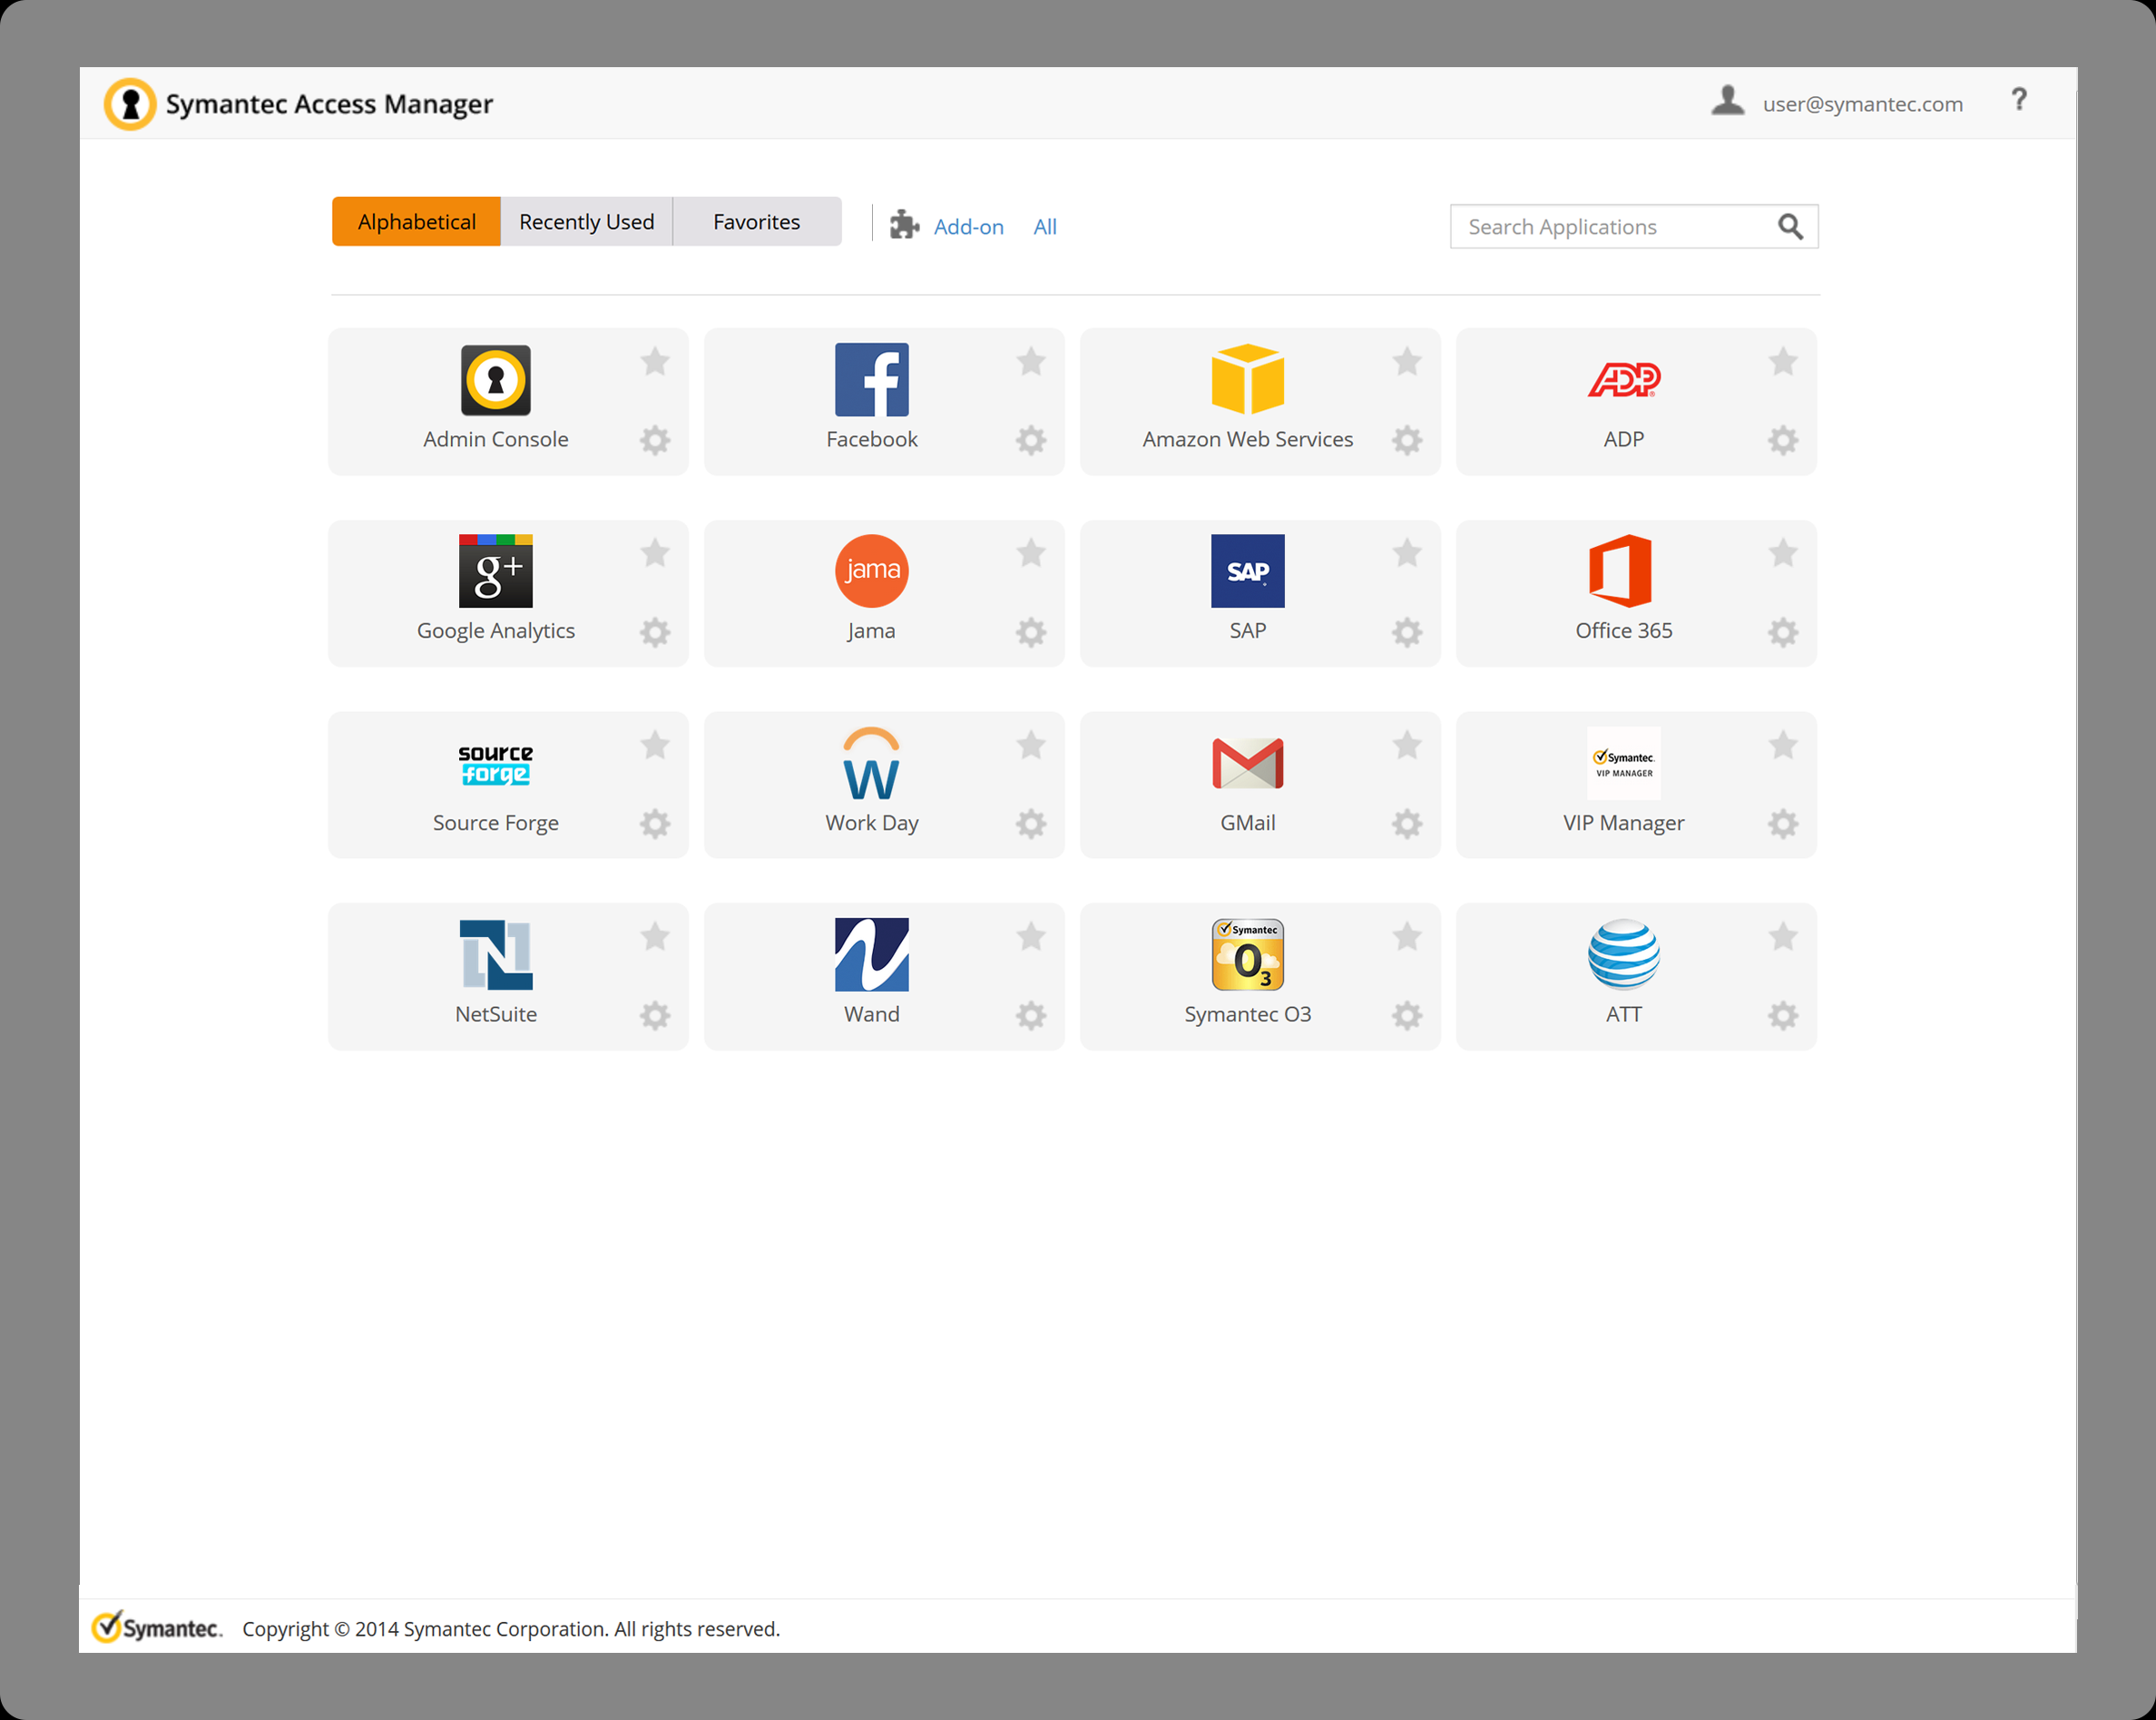 Symantec Access Manager
user@symantec.com ?
Alphabetical Recently Used Favorites Add-on All Search Applications
Admin Console Facebook Amazon Web Services ADP ADP
g+ jama SAP
Google Analytics Jama SAP Office 365
source forge W Symantec. VIP MANAGER
Source Forge Work Day GMail VIP Manager
N Symantec O3
NetSuite Wand Symantec O3 ATT
Symantec. Copyright © 2014 Symantec Corporation. All rights reserved.